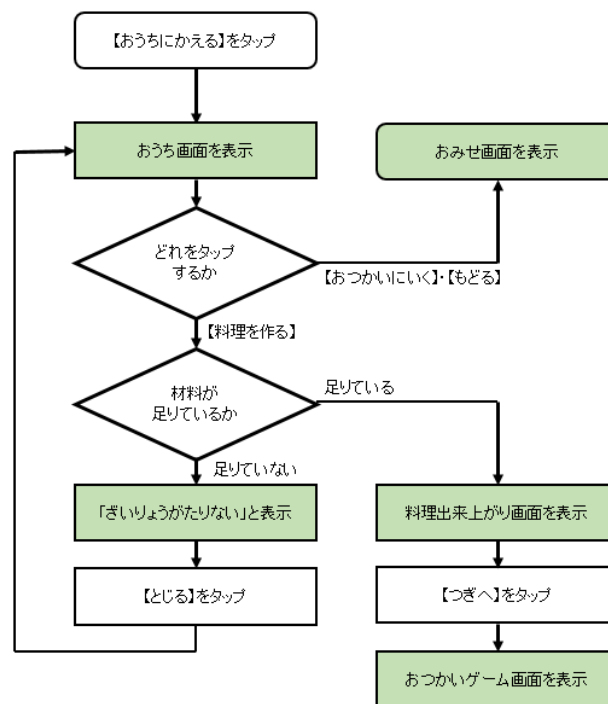 【おうちにかえる】をタップ
おうち画面を表示
おみせ画面を表示
どれをタップ
するか
【おつかいにいく】・【もどる】
【料理を作る】
材料が
足りているか
足りている
足りていない
「ざいりょうがたりない」と表示
料理出来上がり画面を表示
【とじる】をタップ
【つぎへ】をタップ
おつかいゲーム画面を表示